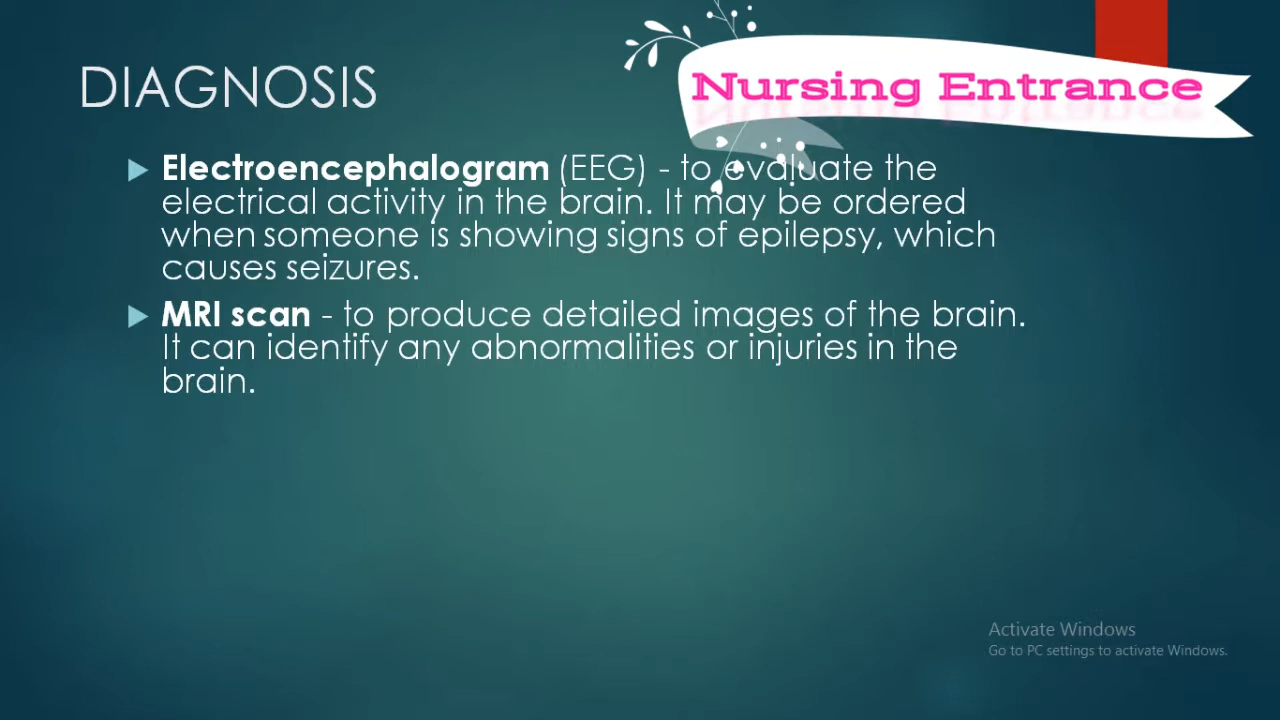 DIAGNOSIS
Nursing Entrance
Electroencephalogram (EEG) - to evaluate the
electrical activity in the brain. It may be ordered
when someone is showing signs of epilepsy, which
causes seizures.
MRI scan - to produce detailed images of the brain.
It can identify any abnormalities or injuries in the
brain.
Activate Windows
Go to PC settings to activate Windows.